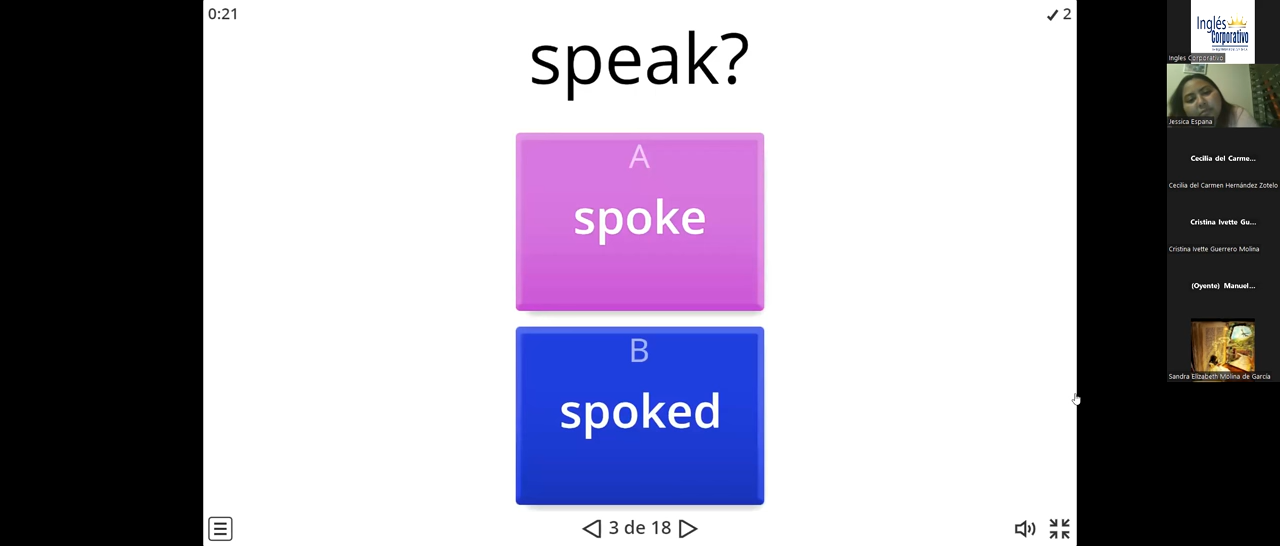 0:21
2
speak?
A
spoke
B
spoked
3 de 18
Inglés
Corporativo
Ingles Corporativo
Jessica Espana
Cecilia del Carme...
Cecilia del Carmen Hernández Zotelo
Cristina Ivette Gu...
Cristina Ivette Guerrero Molina
(Oyente) Manuel...
Sandra Elizabeth Molina de García